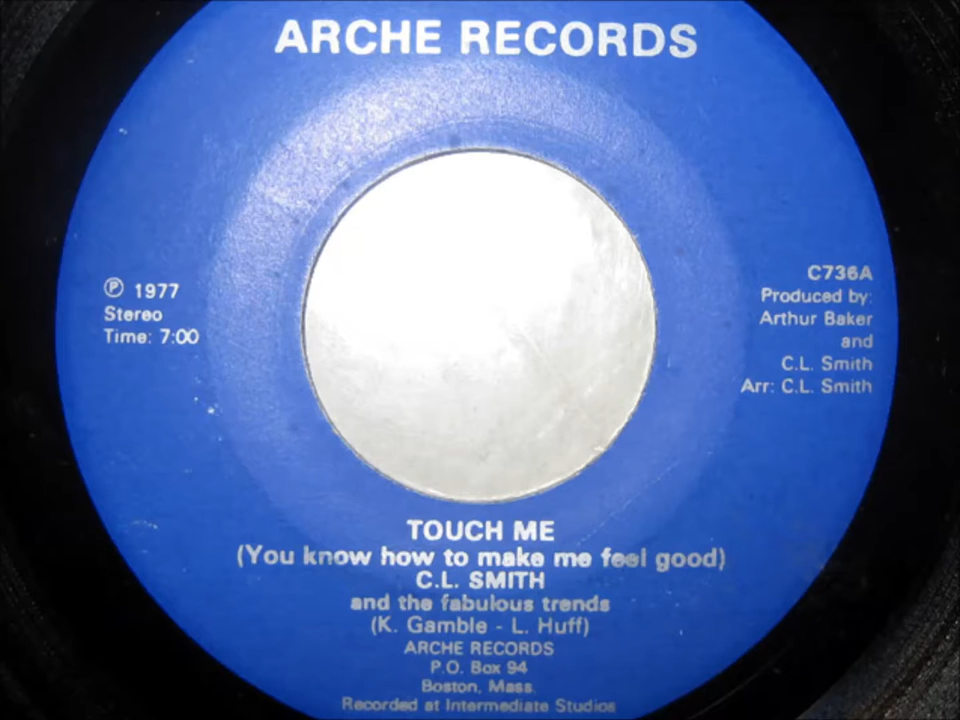 ARCHE RECORDS
℗ 1977
Stereo
Time: 7:00
C736A
Produced by:
Arthur Baker
and
C.L. Smith
Arr: C.L. Smith
TOUCH ME
(You know how to make me feel good)
C.L. SMITH
and the fabulous trends
(K. Gamble - L. Huff)
ARCHE RECORDS
P.O. Box 94
Boston, Mass.
Recorded at Intermediate Studios